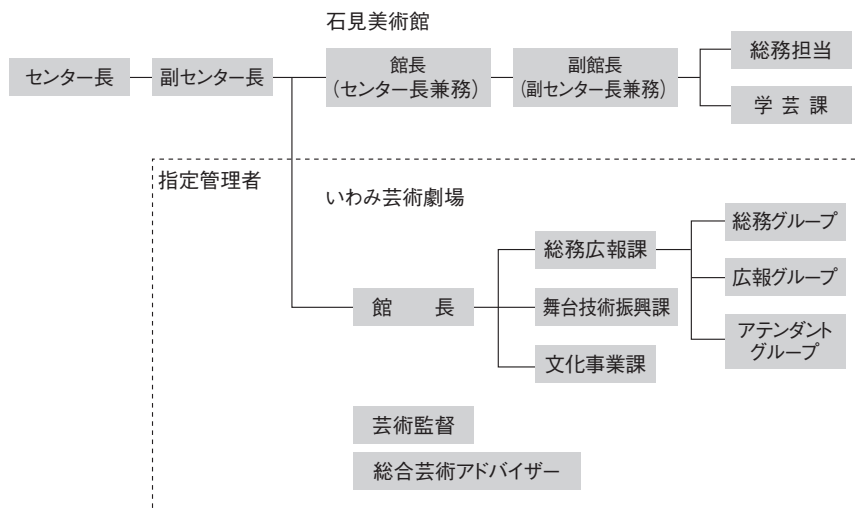 石見美術館
センター長
副センター長
館長
（センター長兼務）
副館長
（副センター長兼務）
総務担当
学 芸 課
指定管理者
いわみ芸術劇場
館　　長
総務広報課
舞台技術振興課
文化事業課
総務グループ
広報グループ
アテンダント
グループ
芸術監督
総合芸術アドバイザー